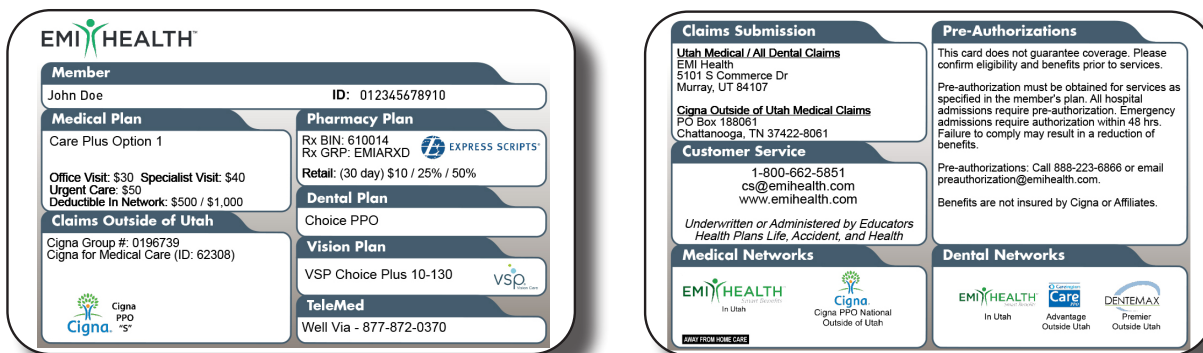 EMI HEALTH
Member
John Doe ID: 012345678910
Medical Plan
Care Plus Option 1
Office Visit: $30 Specialist Visit: $40
Urgent Care: $50
Deductible In Network: $500 / $1,000
Claims Outside of Utah
Cigna Group #: 0196739
Cigna for Medical Care (ID: 62308)
Cigna.
Cigna
PPO
"S"
Pharmacy Plan
Rx BIN: 610014
Rx GRP: EMIARXD
EXPRESS SCRIPTS®
Retail: (30 day) $10 / 25% / 50%
Dental Plan
Choice PPO
Vision Plan
VSP Choice Plus 10-130
vsp.
Vision Care
TeleMed
Well Via - 877-872-0370
Claims Submission
Utah Medical / All Dental Claims
EMI Health
5101 S Commerce Dr
Murray, UT 84107
Cigna Outside of Utah Medical Claims
PO Box 188061
Chattanooga, TN 37422-8061
Customer Service
1-800-662-5851
cs@emihealth.com
www.emihealth.com
Underwritten or Administered by Educators
Health Plans Life, Accident, and Health
Medical Networks
EMI HEALTH
In Utah
Cigna.
Cigna PPO National
Outside of Utah
AWAY FROM HOME CARE
Pre-Authorizations
This card does not guarantee coverage. Please
confirm eligibility and benefits prior to services.
Pre-authorization must be obtained for services as
specified in the member's plan. All hospital
admissions require pre-authorization. Emergency
admissions require authorization within 48 hrs.
Failure to comply may result in a reduction of
benefits.
Pre-authorizations: Call 888-223-6866 or email
preauthorization@emihealth.com.
Benefits are not insured by Cigna or Affiliates.
Dental Networks
EMI HEALTH
In Utah
Careington
Care
PPO
Advantage
Outside Utah
DENTEMAX
Premier
Outside Utah